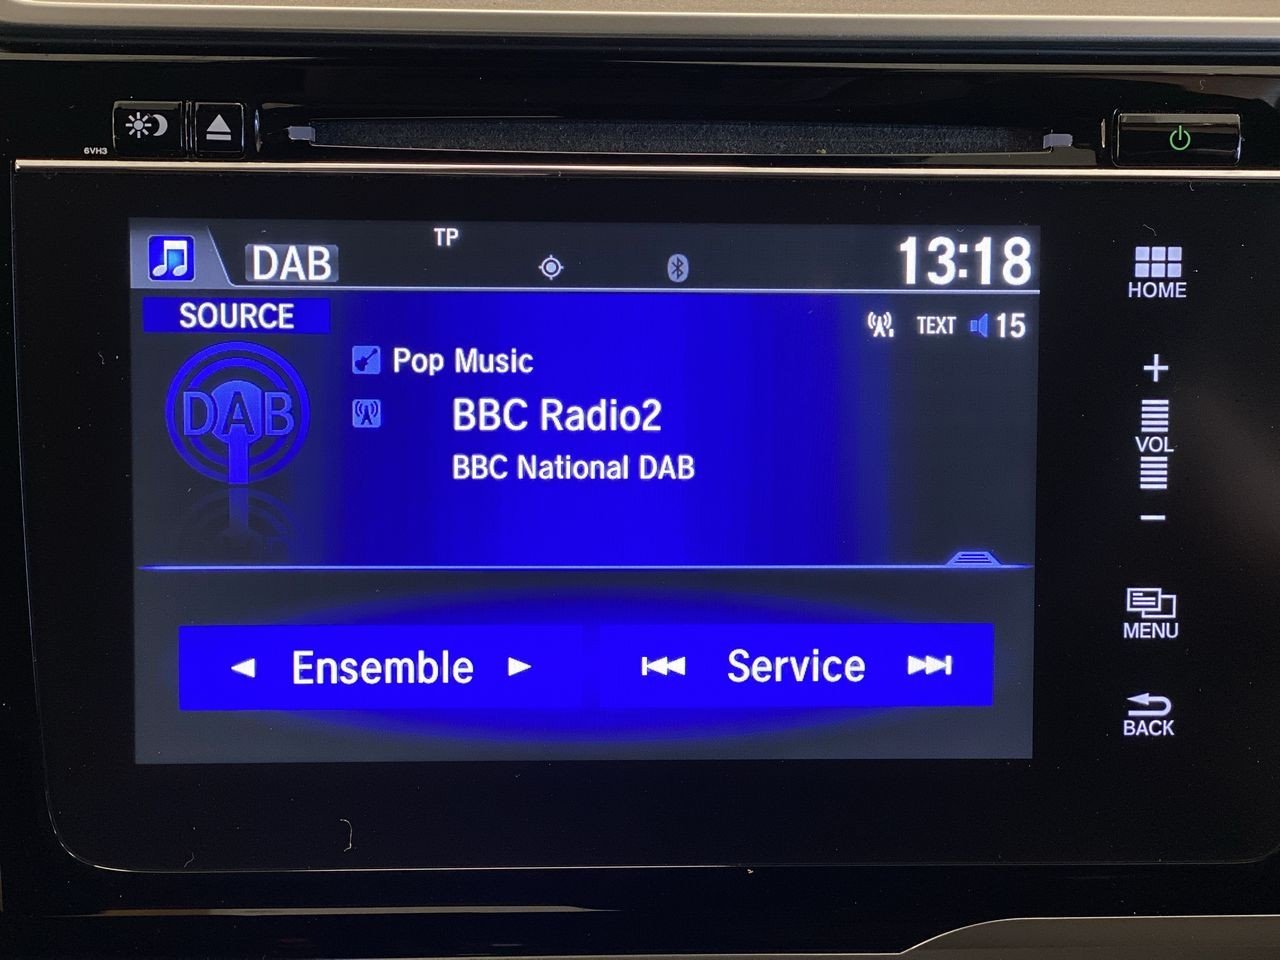 6VH3
DAB
TP
13:18
SOURCE
TEXT 15
DAB
Pop Music
BBC Radio2
BBC National DAB
Ensemble
Service
HOME
+
VOL
−
MENU
BACK